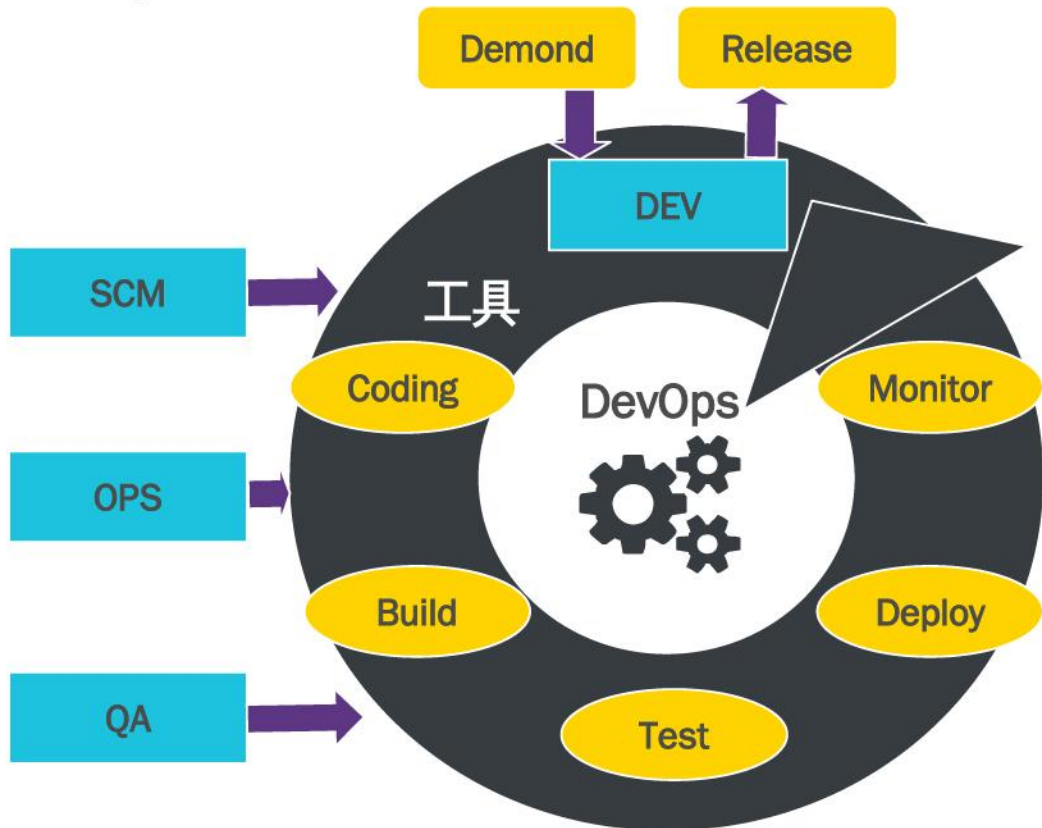 Demond
Release
DEV
SCM
工具
Coding
DevOps
Monitor
OPS
Build
Deploy
QA
Test